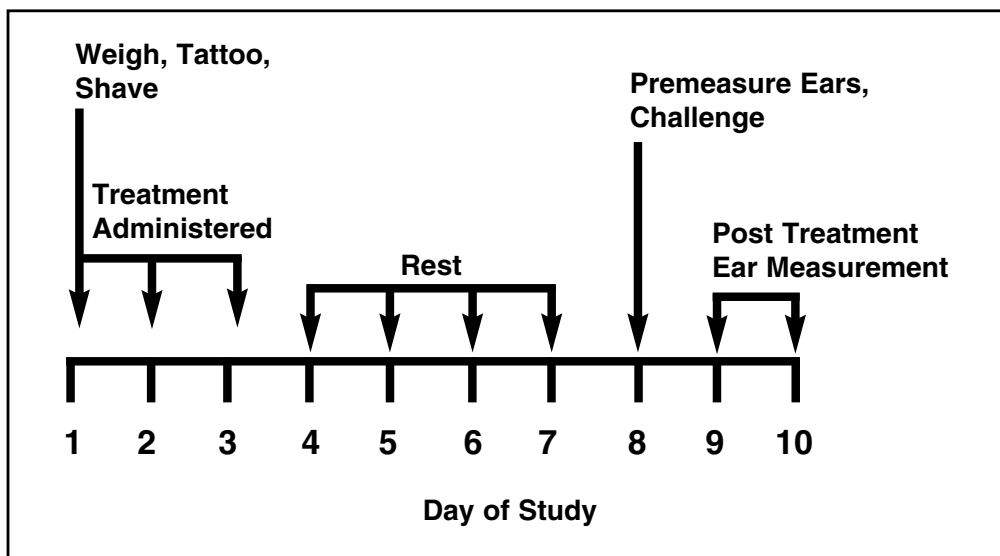 Weigh, Tattoo,
Shave
Premeasure Ears,
Challenge
Treatment
Administered
Post Treatment
Ear Measurement
Rest
1 2 3 4 5 6 7 8 9 10
Day of Study